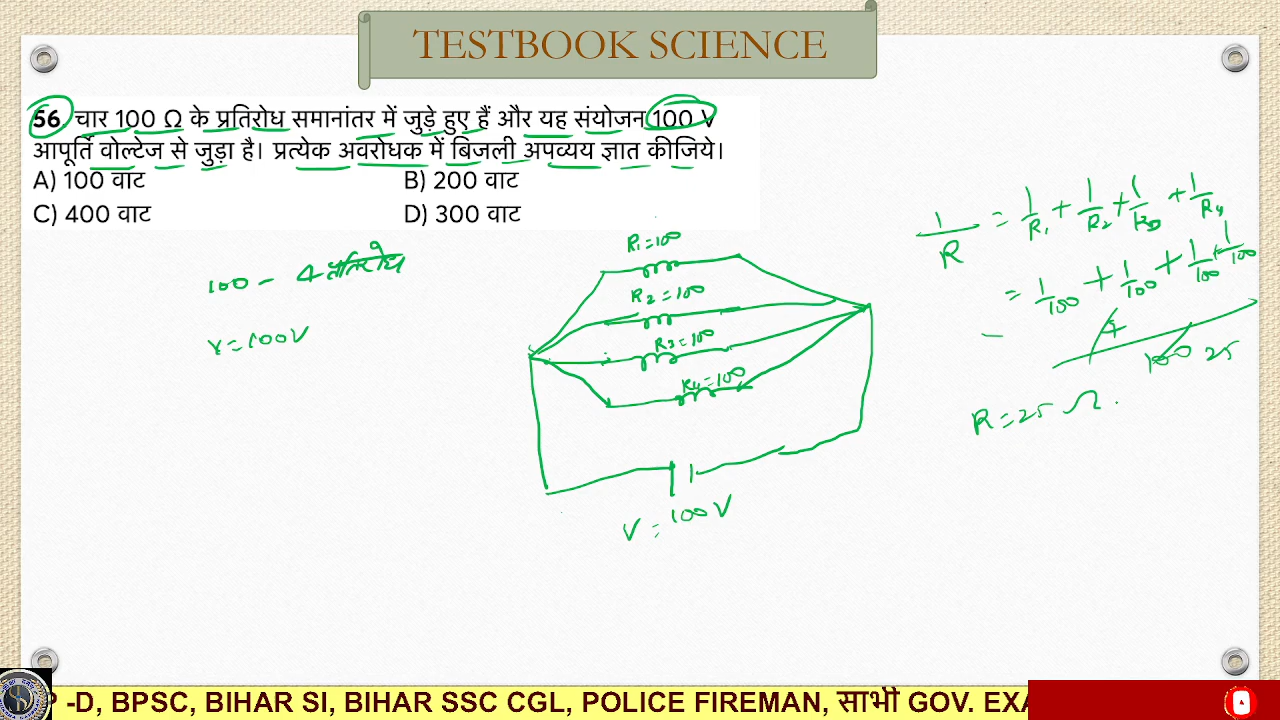 TESTBOOK SCIENCE
56. चार 100 Ω के प्रतिरोध समानांतर में जुड़े हुए हैं और यह संयोजन 100 V
आपूर्ति वोल्टेज से जुड़ा है। प्रत्येक अवरोधक में बिजली अपव्यय ज्ञात कीजिये।
A) 100 वाट B) 200 वाट
C) 400 वाट D) 300 वाट
100 - 4
V = 100V
R1 = 100
R2 = 100
R3 = 100
R4 = 100
V = 100V
1/R = 1/R1 + 1/R2 + 1/R3 + 1/R4
= 1/100 + 1/100 + 1/100 + 1/100
4/100 25
R = 25 Ω.
P -D, BPSC, BIHAR SI, BIHAR SSC CGL, POLICE FIREMAN, साभी GOV. EXA